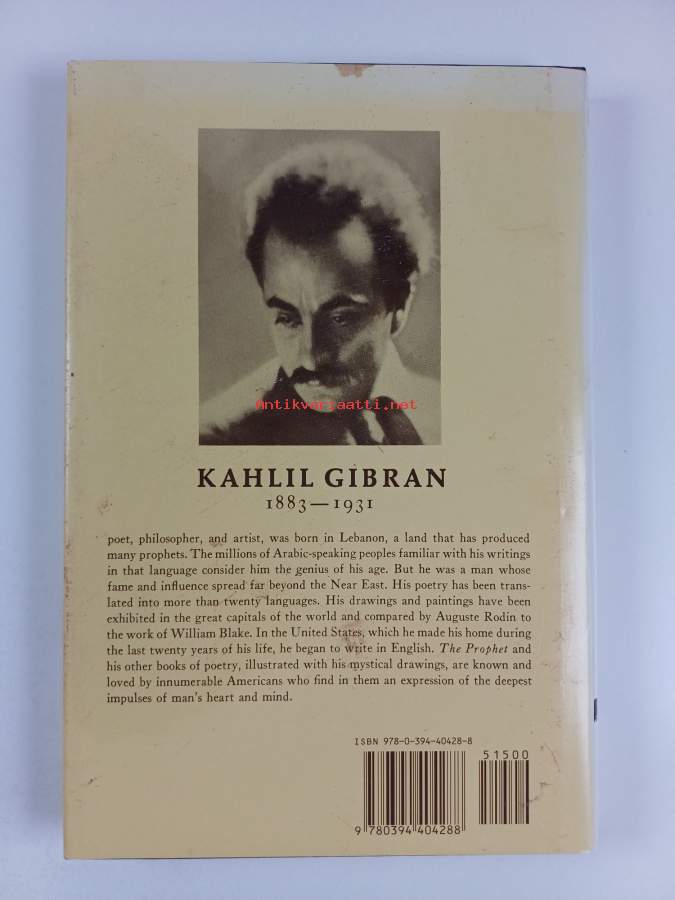 Antikvariaatti.net
KAHLIL GIBRAN
1883—1931
poet, philosopher, and artist, was born in Lebanon, a land that has produced
many prophets. The millions of Arabic-speaking peoples familiar with his writings
in that language consider him the genius of his age. But he was a man whose
fame and influence spread far beyond the Near East. His poetry has been trans-
lated into more than twenty languages. His drawings and paintings have been
exhibited in the great capitals of the world and compared by Auguste Rodin to
the work of William Blake. In the United States, which he made his home during
the last twenty years of his life, he began to write in English. The Prophet and
his other books of poetry, illustrated with his mystical drawings, are known and
loved by innumerable Americans who find in them an expression of the deepest
impulses of man's heart and mind.
ISBN 978-0-394-40428-8
51500
9 780394 404288